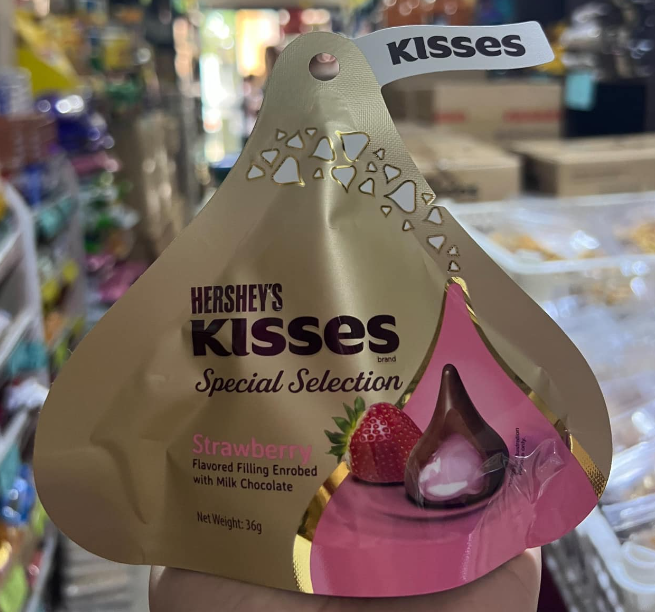 KISSES
HERSHEY'S
KISSES
brand
Special Selection
Strawberry
Flavored Filling Enrobed
with Milk Chocolate
Net Weight: 36g